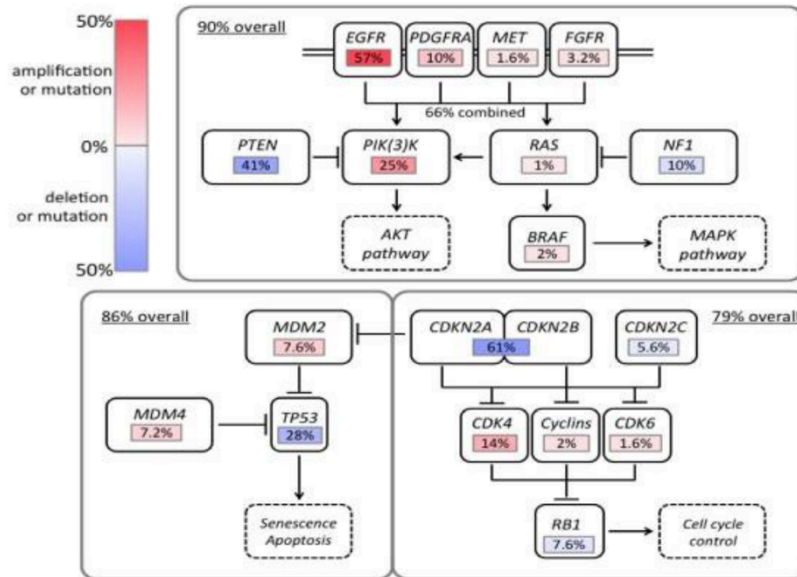 50%
amplification
or mutation
0%
deletion
or mutation
50%
90% overall
EGFR PDGFRA MET FGFR
57% 10% 1.6% 3.2%
66% combined
PTEN PIK(3)K RAS NF1
41% 25% 1% 10%
AKT
pathway
BRAF
2%
MAPK
pathway
86% overall
MDM2
7.6%
MDM4
7.2%
TP53
28%
Senescence
Apoptosis
79% overall
CDKN2A CDKN2B CDKN2C
61% 5.6%
CDK4 Cyclins CDK6
14% 2% 1.6%
RB1
7.6%
Cell cycle
control